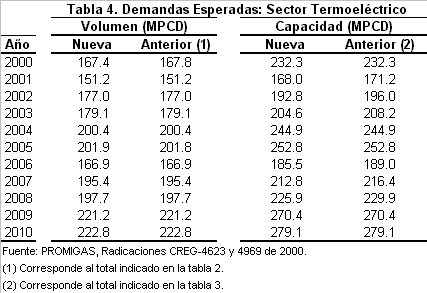 Tabla 4. Demandas Esperadas: Sector Termoeléctrico
Volumen (MPCD) Capacidad (MPCD)
Año Nueva Anterior (1) Nueva Anterior (2)
2000 167.4 167.8 232.3 232.3
2001 151.2 151.2 168.0 171.2
2002 177.0 177.0 192.8 196.0
2003 179.1 179.1 204.6 208.2
2004 200.4 200.4 244.9 244.9
2005 201.9 201.8 252.8 252.8
2006 166.9 166.9 185.5 189.0
2007 195.4 195.4 212.8 216.4
2008 197.7 197.7 225.9 229.9
2009 221.2 221.2 270.4 270.4
2010 222.8 222.8 279.1 279.1
Fuente: PROMIGAS, Radicaciones CREG-4623 y 4969 de 2000.
(1) Corresponde al total indicado en la tabla 2.
(2) Corresponde al total indicado en la tabla 3.